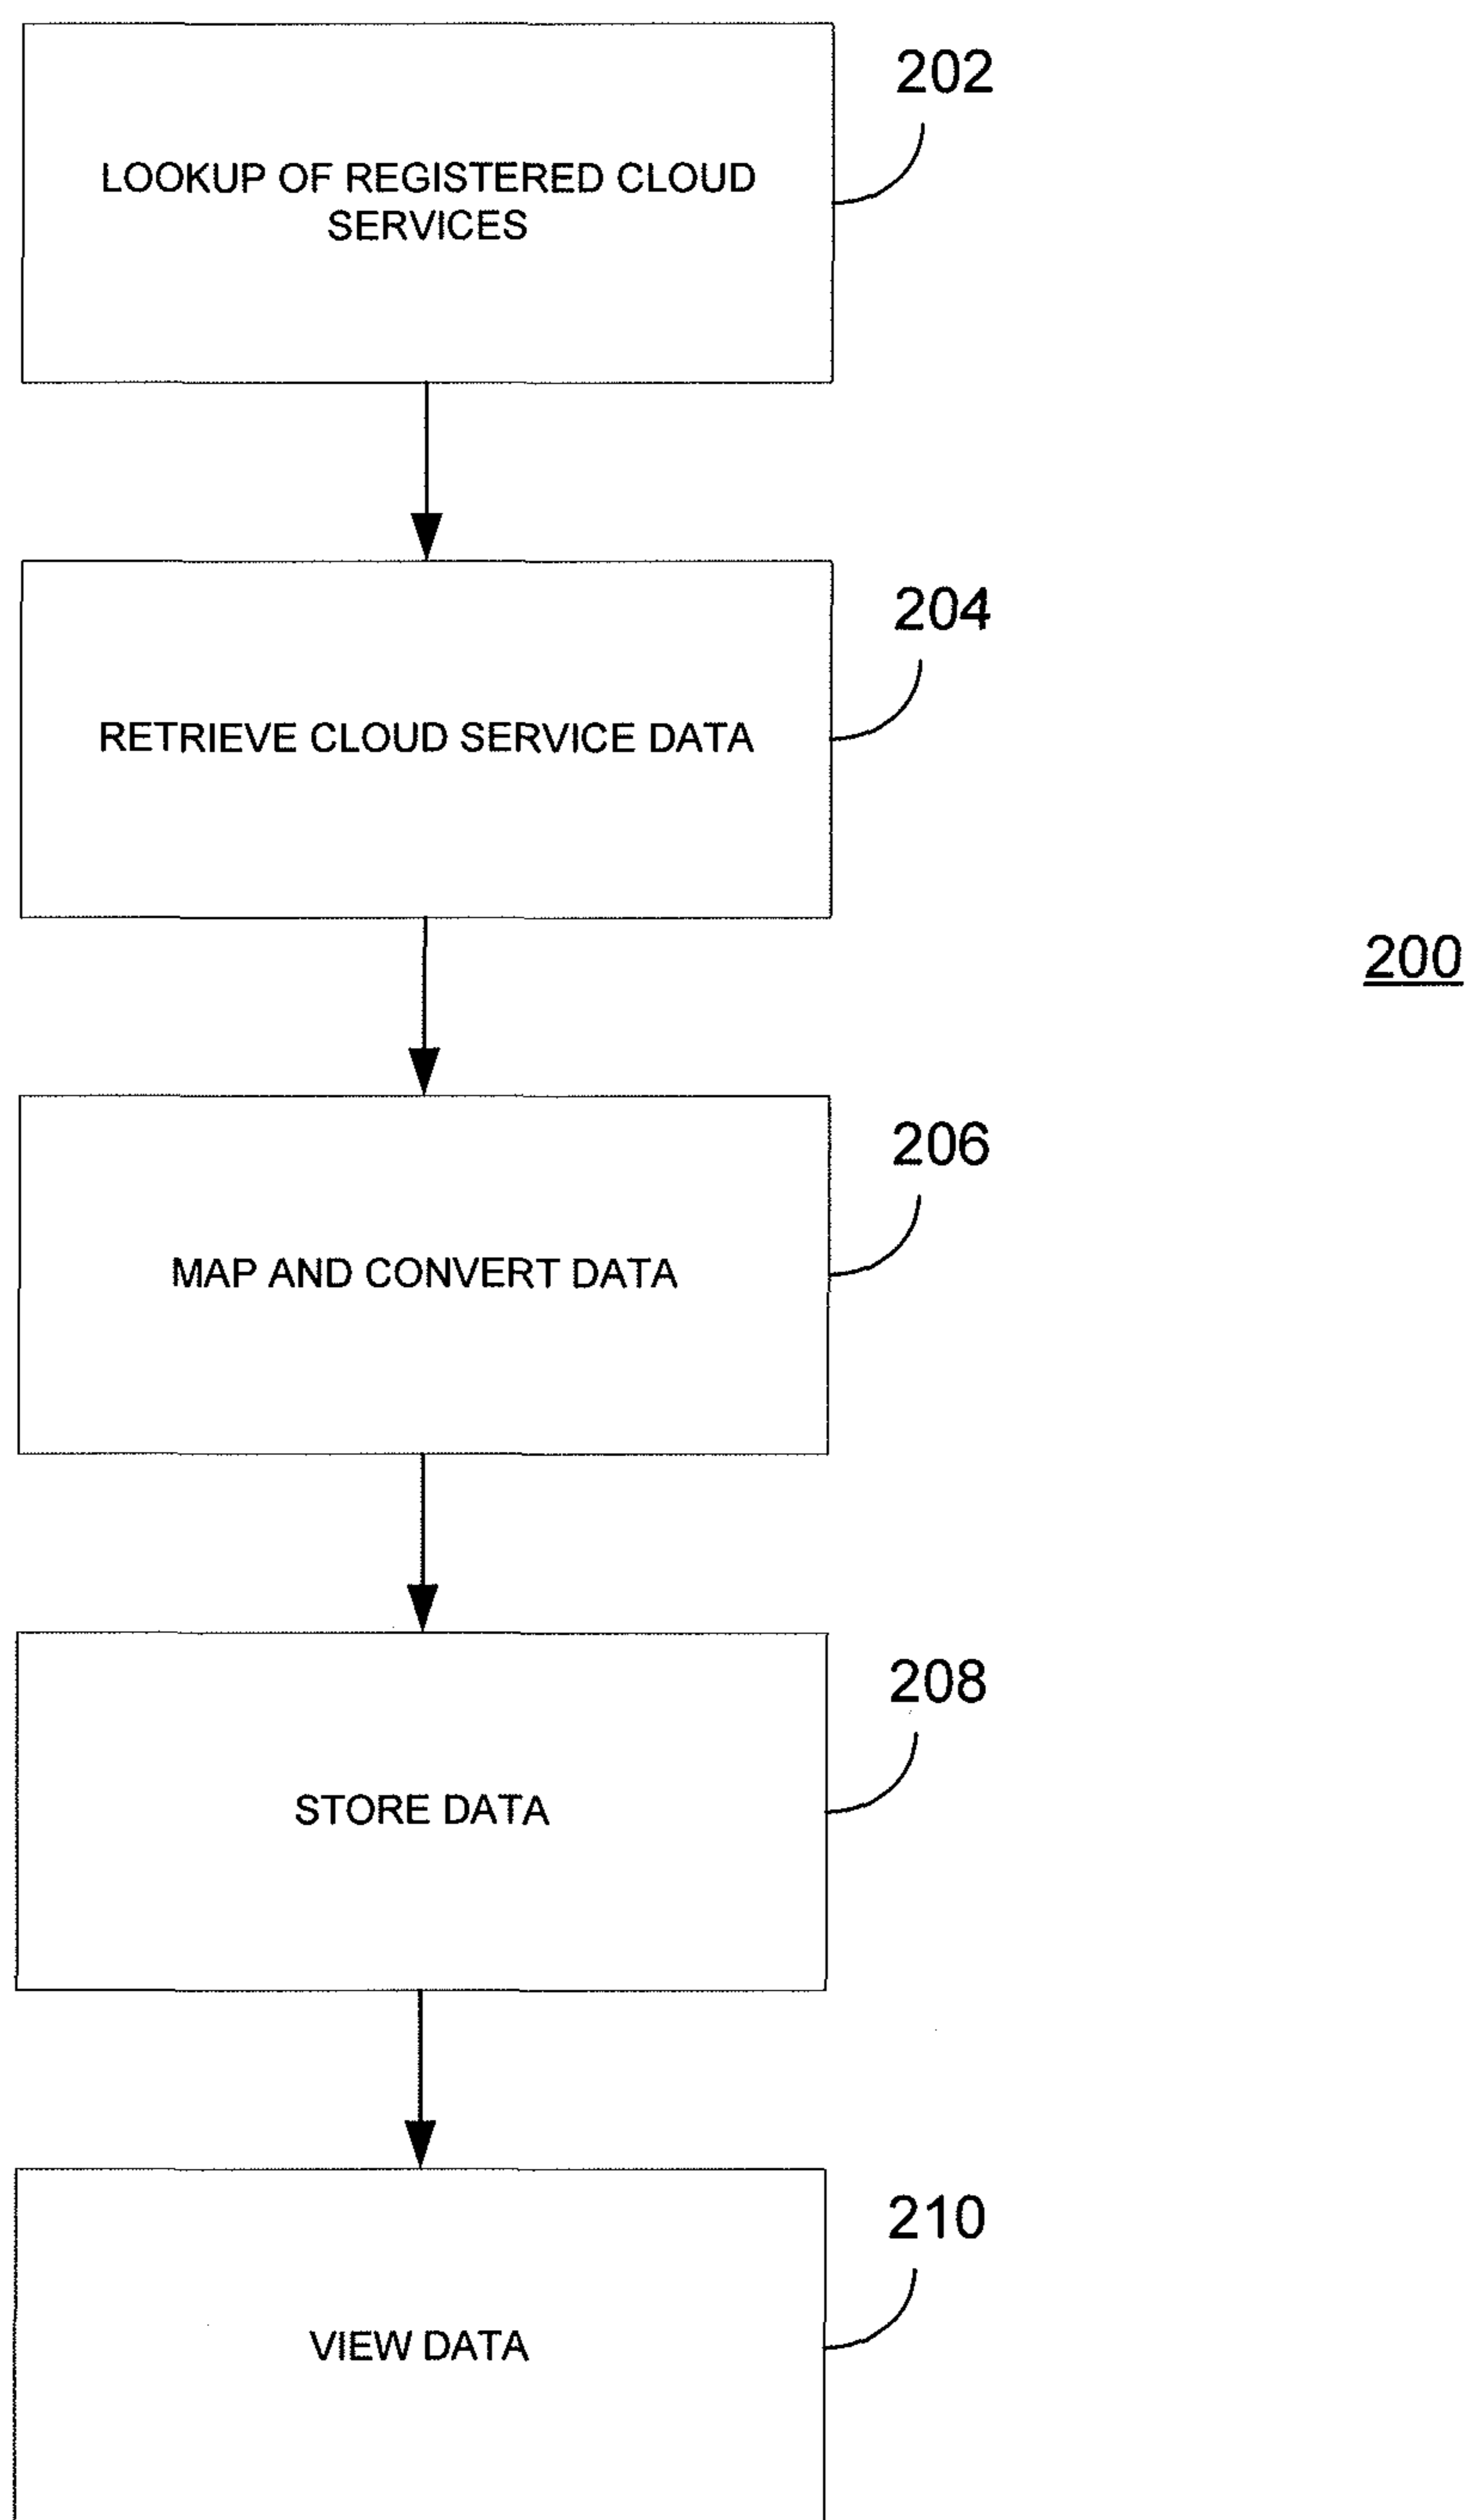 202
LOOKUP OF REGISTERED CLOUD
SERVICES
204
RETRIEVE CLOUD SERVICE DATA
200
206
MAP AND CONVERT DATA
208
STORE DATA
210
VIEW DATA